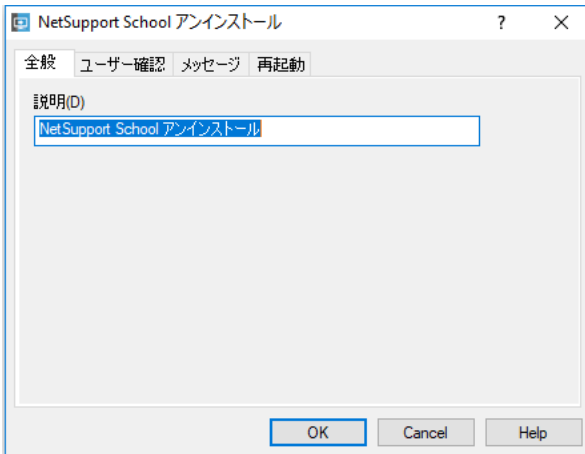 NetSupport School アンインストール ? ×
全般 ユーザー確認 メッセージ 再起動
説明(D)
NetSupport School アンインストール
OK Cancel Help